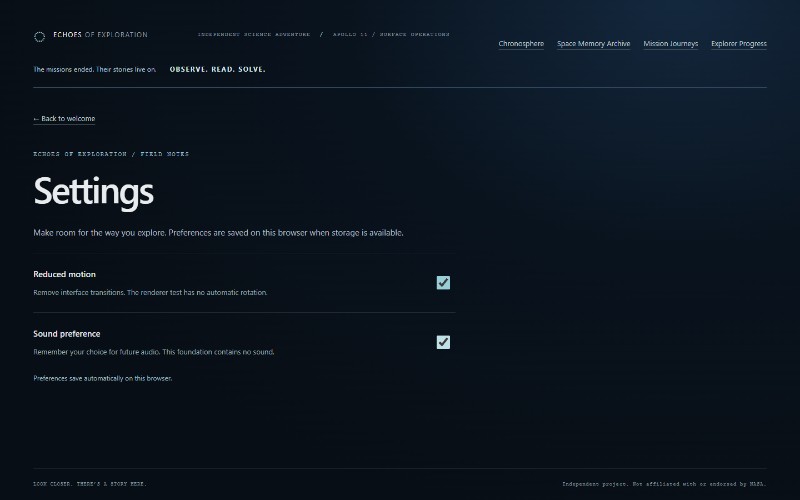 ECHOES OF EXPLORATION
INDEPENDENT SCIENCE ADVENTURE / APOLLO 11 / SURFACE OPERATIONS
Chronosphere Space Memory Archive Mission Journeys Explorer Progress
The missions ended. Their stories live on. OBSERVE. READ. SOLVE.
← Back to welcome
ECHOES OF EXPLORATION / FIELD NOTES
Settings
Make room for the way you explore. Preferences are saved on this browser when storage is available.
Reduced motion
Remove interface transitions. The renderer test has no automatic rotation.
Sound preference
Remember your choice for future audio. This foundation contains no sound.
Preferences save automatically on this browser.
LOOK CLOSER. THERE'S A STORY HERE.
Independent project. Not affiliated with or endorsed by NASA.